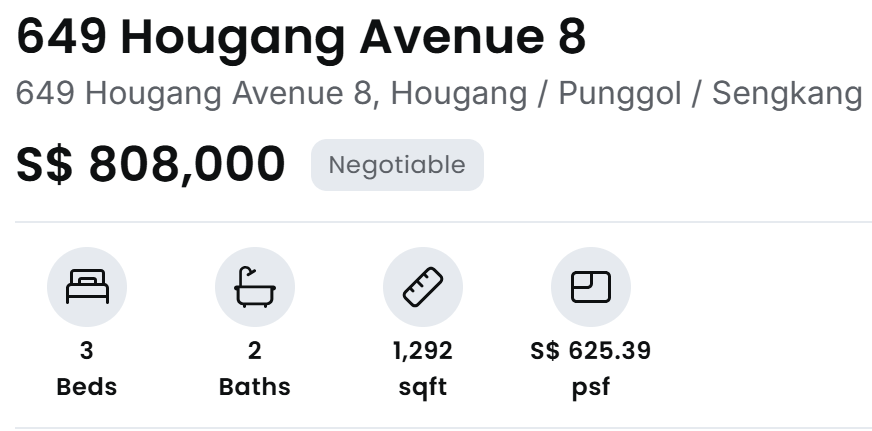 649 Hougang Avenue 8
649 Hougang Avenue 8, Hougang / Punggol / Sengkang
S$ 808,000 Negotiable
3 2 1,292 S$ 625.39
Beds Baths sqft psf